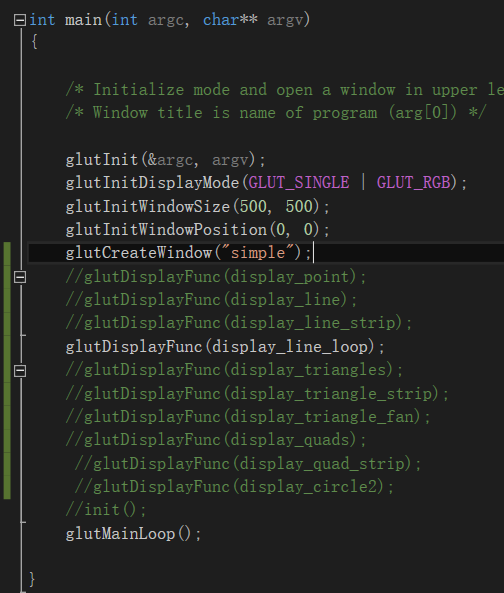 int main(int argc, char** argv)
{
/* Initialize mode and open a window in upper le
/* Window title is name of program (arg[0]) */
glutInit(&argc, argv);
glutInitDisplayMode(GLUT_SINGLE | GLUT_RGB);
glutInitWindowSize(500, 500);
glutInitWindowPosition(0, 0);
glutCreateWindow("simple");
//glutDisplayFunc(display_point);
//glutDisplayFunc(display_line);
//glutDisplayFunc(display_line_strip);
glutDisplayFunc(display_line_loop);
//glutDisplayFunc(display_triangles);
//glutDisplayFunc(display_triangle_strip);
//glutDisplayFunc(display_triangle_fan);
//glutDisplayFunc(display_quads);
//glutDisplayFunc(display_quad_strip);
//glutDisplayFunc(display_circle2);
//init();
glutMainLoop();
}